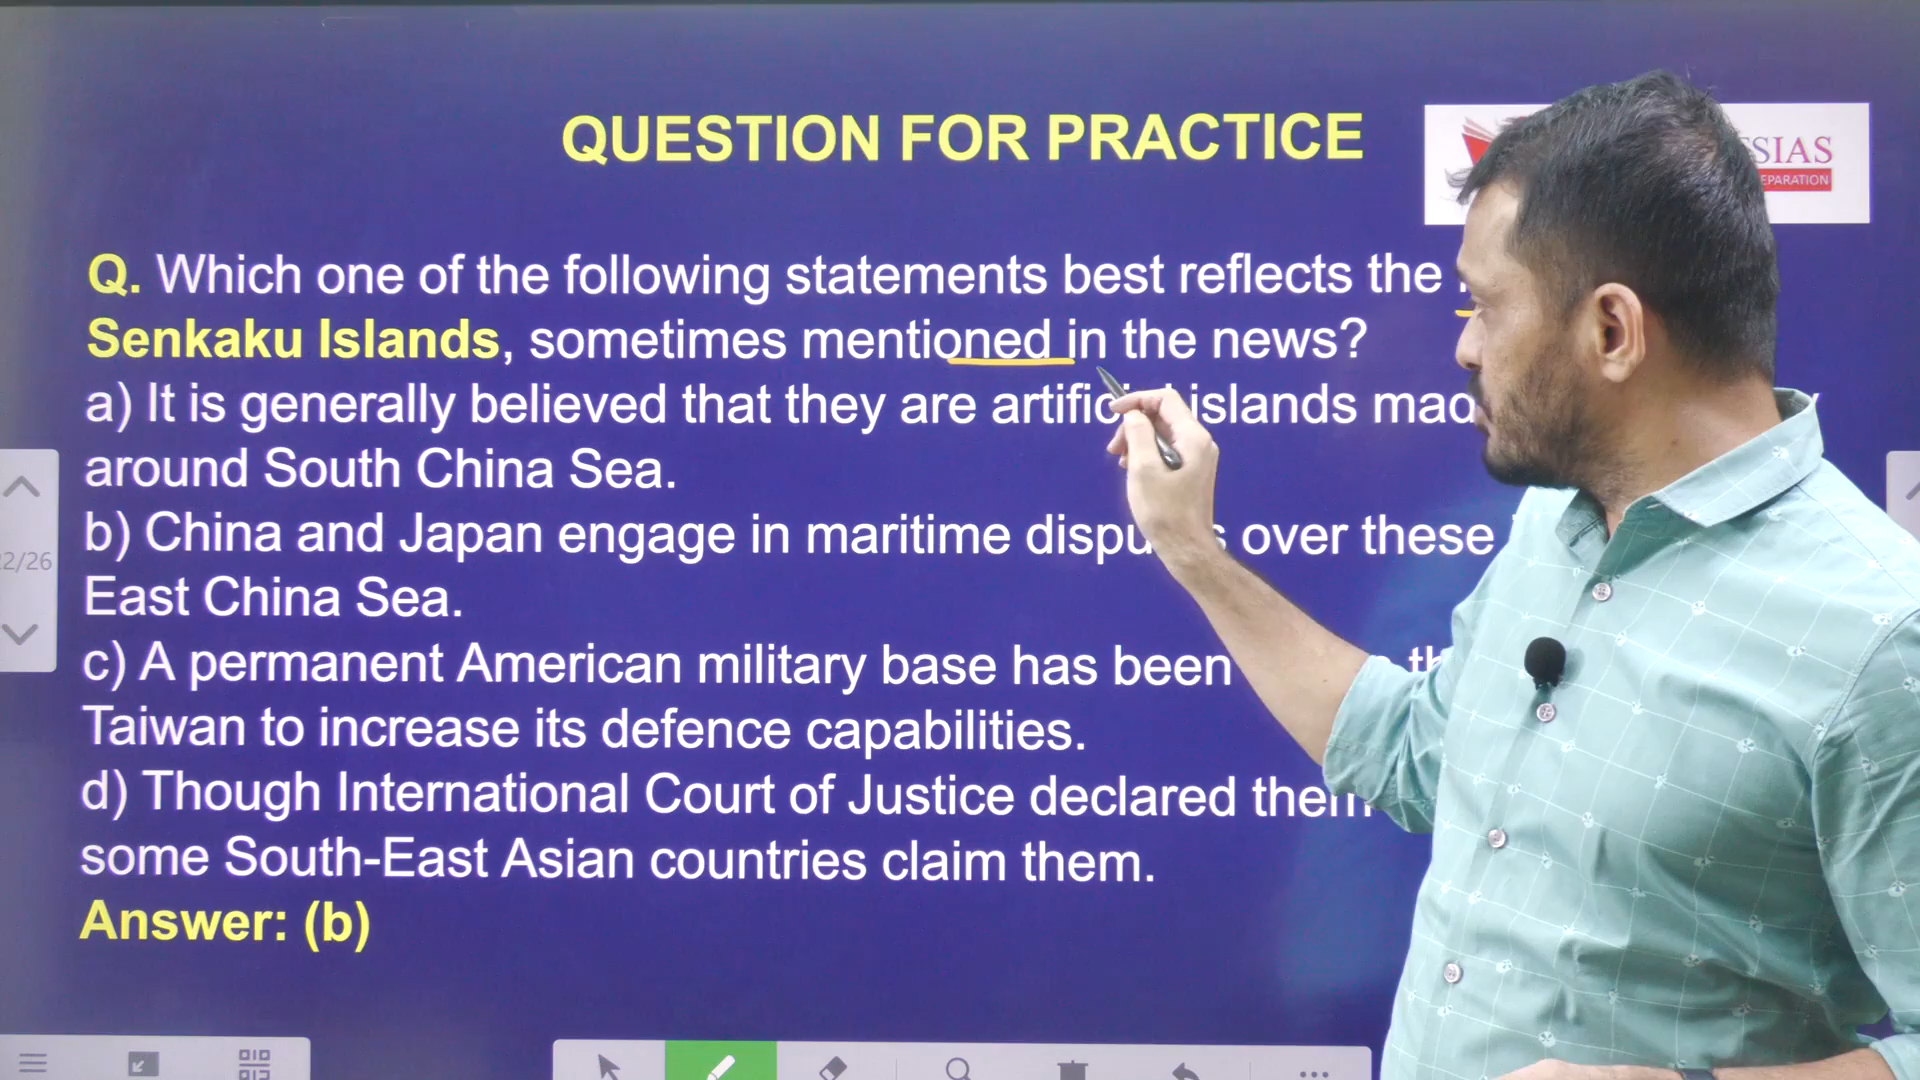 QUESTION FOR PRACTICE
SIAS
EPARATION
Q. Which one of the following statements best reflects the
Senkaku Islands, sometimes mentioned in the news?
a) It is generally believed that they are islands
around South China Sea.
b) China and Japan engage in maritime over these
East China Sea.
c) A permanent American military base has been
Taiwan to increase its defence capabilities.
d) Though International Court of Justice declared them
some South-East Asian countries claim them.
Answer: (b)
2/26